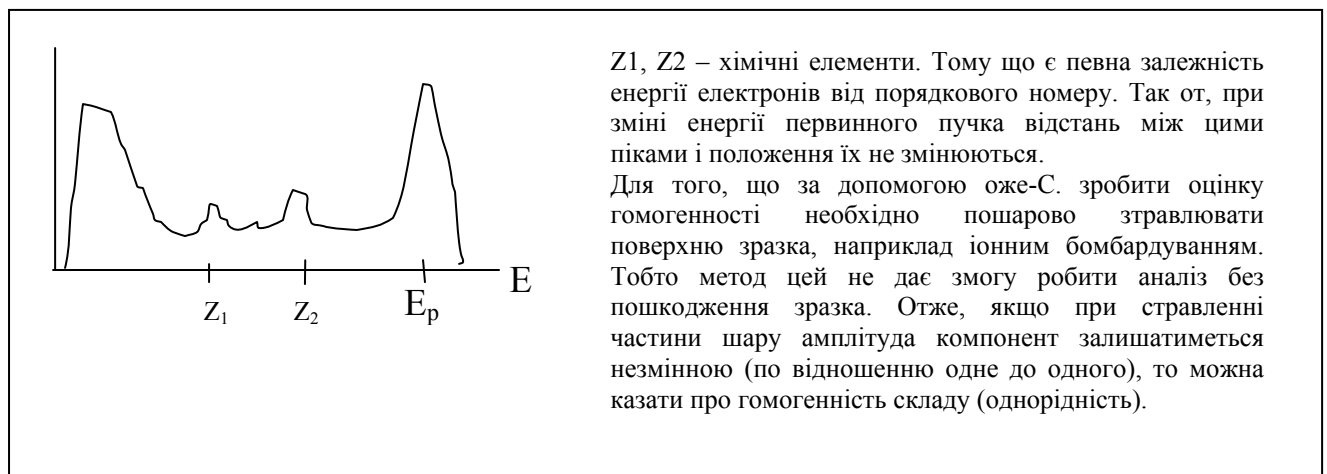 Z1, Z2 – хімічні елементи. Тому що є певна залежність
енергії електронів від порядкового номеру. Так от, при
зміні енергії первинного пучка відстань між цими
піками і положення їх не змінюються.
Для того, що за допомогою оже-С. зробити оцінку
гомогенності необхідно пошарово зтравлювати
поверхню зразка, наприклад іонним бомбардуванням.
Тобто метод цей не дає змогу робити аналіз без
пошкодження зразка. Отже, якщо при стравленні
частини шару амплітуда компонент залишатиметься
незмінною (по відношенню одне до одного), то можна
казати про гомогенність складу (однорідність).
E
Z₁ Z₂ Eₚ